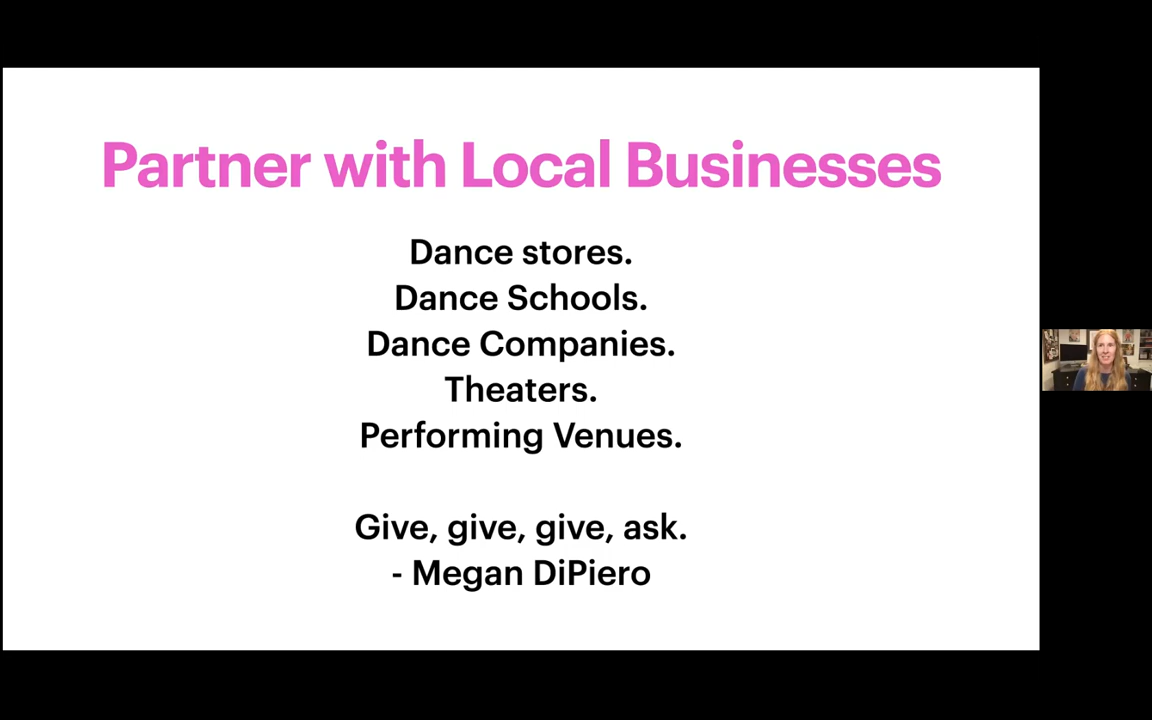 Partner with Local Businesses
Dance stores.
Dance Schools.
Dance Companies.
Theaters.
Performing Venues.
Give, give, give, ask.
- Megan DiPiero